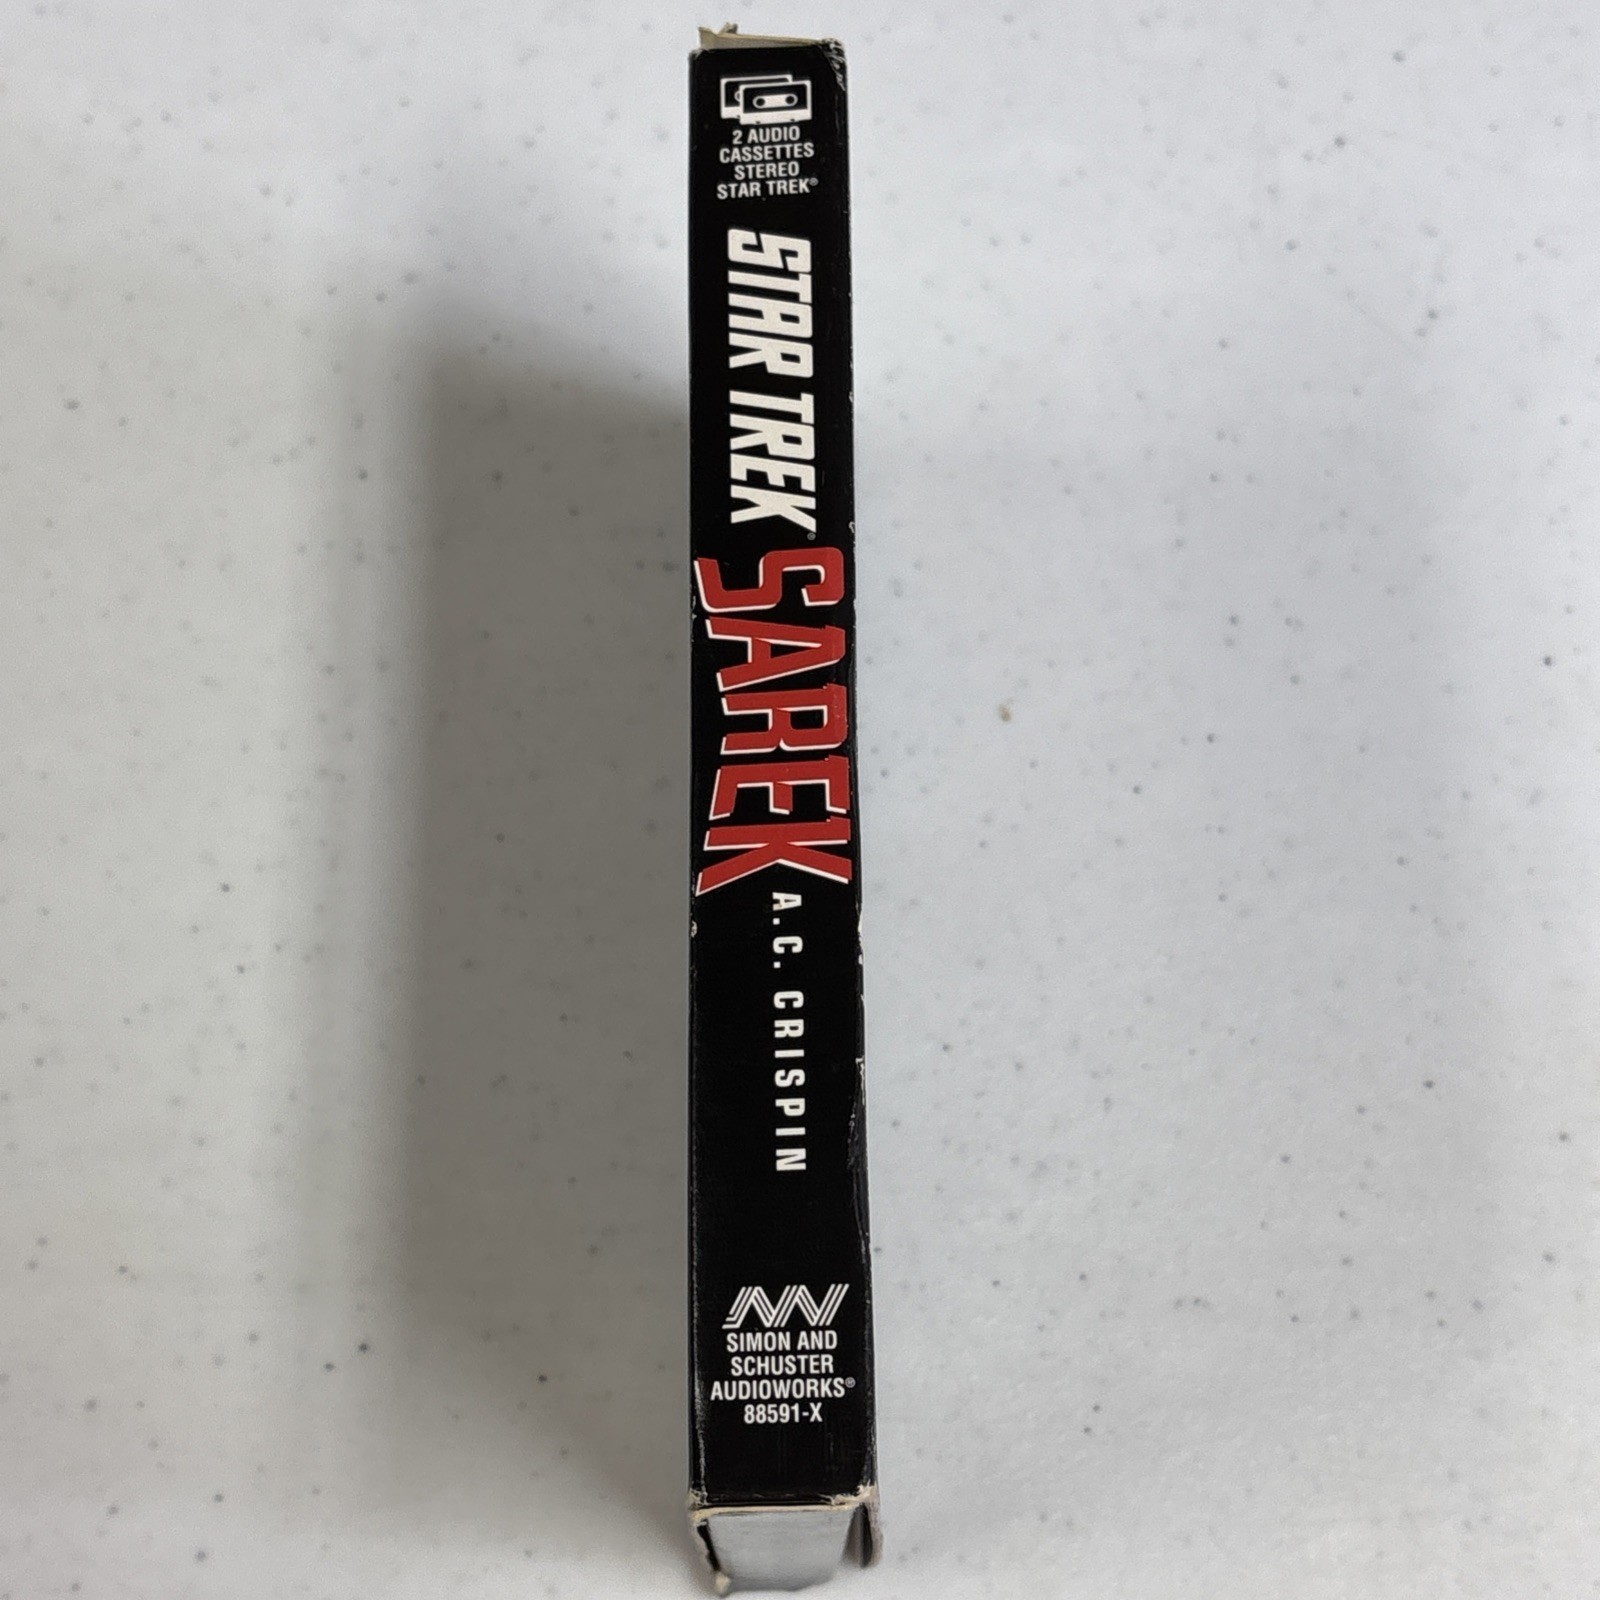 2 AUDIO
CASSETTES
STEREO
STAR TREK®
STAR TREK®
SAREK
A.C. CRISPIN
SIMON AND
SCHUSTER
AUDIOWORKS®
88591-X